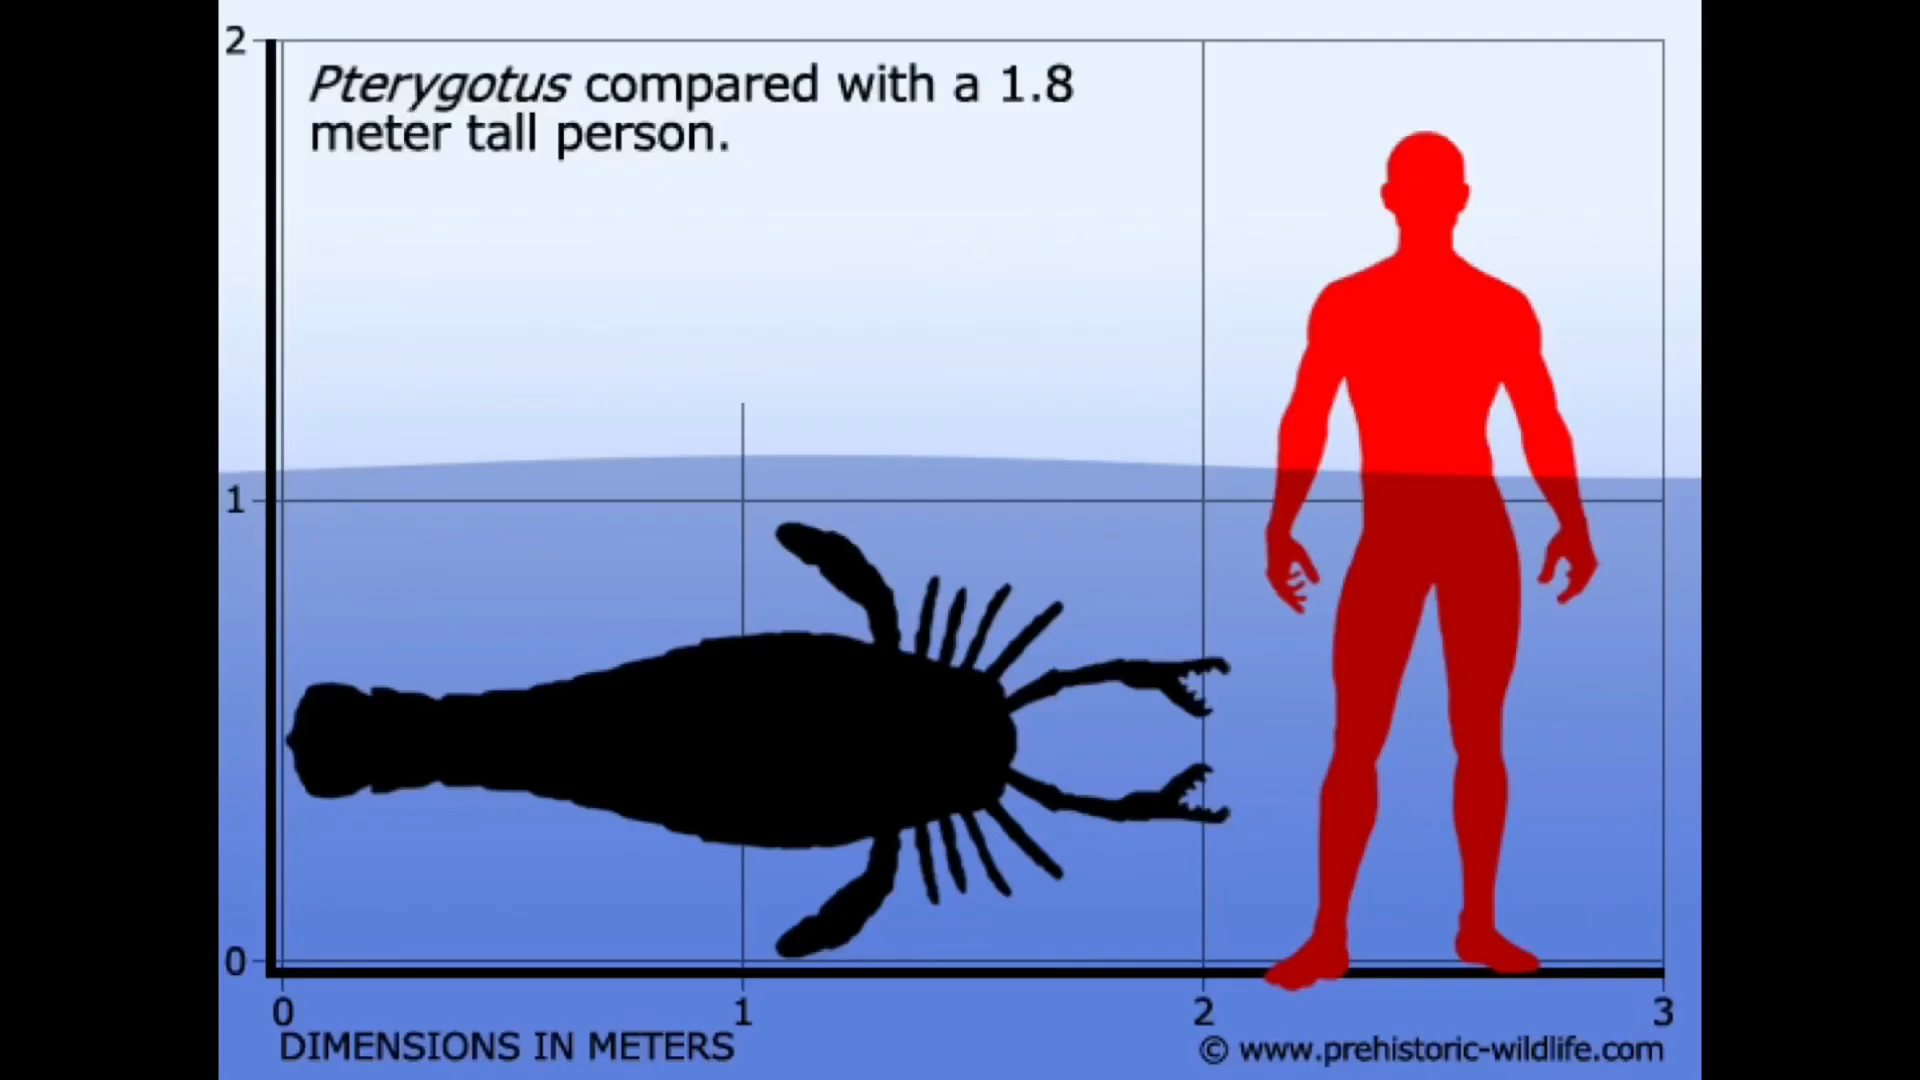 2
Pterygotus compared with a 1.8
meter tall person.
1
0
0 1 2 3
DIMENSIONS IN METERS
© www.prehistoric-wildlife.com